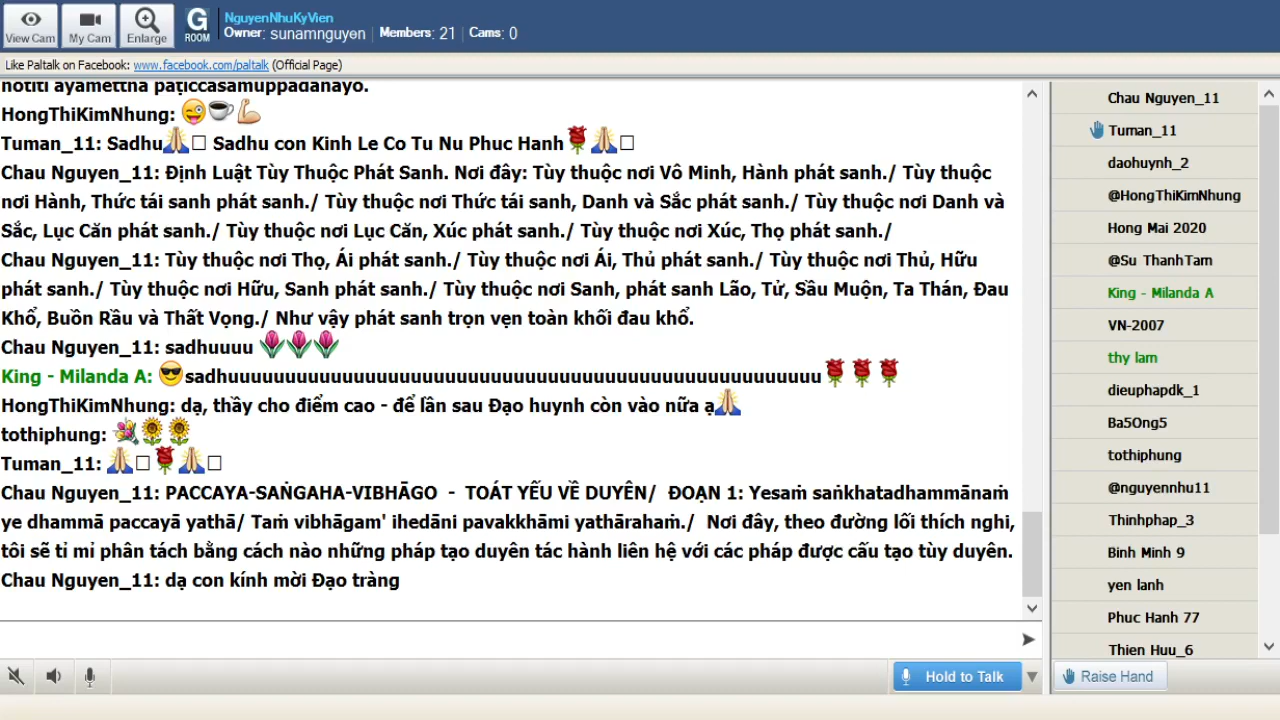 View Cam
My Cam
Enlarge
G
ROOM
NguyenNhuKyVien
Owner: sunamnguyen | Members: 21 | Cams: 0
Like Paltalk on Facebook: www.facebook.com/paltalk (Official Page)
hotiti ayamettha paṭiccasamuppādanayo.
HongThiKimNhung: 😜☕💪
Tuman_11: Sadhu🙏□ Sadhu con Kinh Le Co Tu Nu Phuc Hanh🌹🙏□
Chau Nguyen_11: Định Luật Tùy Thuộc Phát Sanh. Nơi đây: Tùy thuộc nơi Vô Minh, Hành phát sanh./ Tùy thuộc
nơi Hành, Thức tái sanh phát sanh./ Tùy thuộc nơi Thức tái sanh, Danh và Sắc phát sanh./ Tùy thuộc nơi Danh và
Sắc, Lục Căn phát sanh./ Tùy thuộc nơi Lục Căn, Xúc phát sanh./ Tùy thuộc nơi Xúc, Thọ phát sanh./
Chau Nguyen_11: Tùy thuộc nơi Thọ, Ái phát sanh./ Tùy thuộc nơi Ái, Thủ phát sanh./ Tùy thuộc nơi Thủ, Hữu
phát sanh./ Tùy thuộc nơi Hữu, Sanh phát sanh./ Tùy thuộc nơi Sanh, phát sanh Lão, Tử, Sầu Muộn, Ta Thán, Đau
Khổ, Buồn Rầu và Thất Vọng./ Như vậy phát sanh trọn vẹn toàn khối đau khổ.
Chau Nguyen_11: sadhuuuu 🌷🌷🌷
King - Milanda A: 😎sadhuuuuuuuuuuuuuuuuuuuuuuuuuuuuuuuuuuuuuuuuuuuuuuuuuuuu🌹🌹🌹
HongThiKimNhung: dạ, thầy cho điểm cao - để lần sau Đạo huynh còn vào nữa ạ🙏
tothiphung: 💐🌻🌻
Tuman_11: 🙏□🌹🙏□
Chau Nguyen_11: PACCAYA-SAṄGAHA-VIBHĀGO - TOÁT YẾU VỀ DUYÊN/ ĐOẠN 1: Yesaṁ saṅkhatadhammānaṁ
ye dhammā paccayā yathā/ Taṁ vibhāgam' ihedāni pavakkhāmi yathārahaṁ./ Nơi đây, theo đường lối thích nghi,
tôi sẽ tỉ mỉ phân tách bằng cách nào những pháp tạo duyên tác hành liên hệ với các pháp được cấu tạo tùy duyên.
Chau Nguyen_11: dạ con kính mời Đạo tràng
Hold to Talk
Chau Nguyen_11
Tuman_11
daohuynh_2
@HongThiKimNhung
Hong Mai 2020
@Su ThanhTam
King - Milanda A
VN-2007
thy lam
dieuphapdk_1
Ba5Ong5
tothiphung
@nguyennhu11
Thinhphap_3
Binh Minh 9
yen lanh
Phuc Hanh 77
Thien Huu_6
Raise Hand